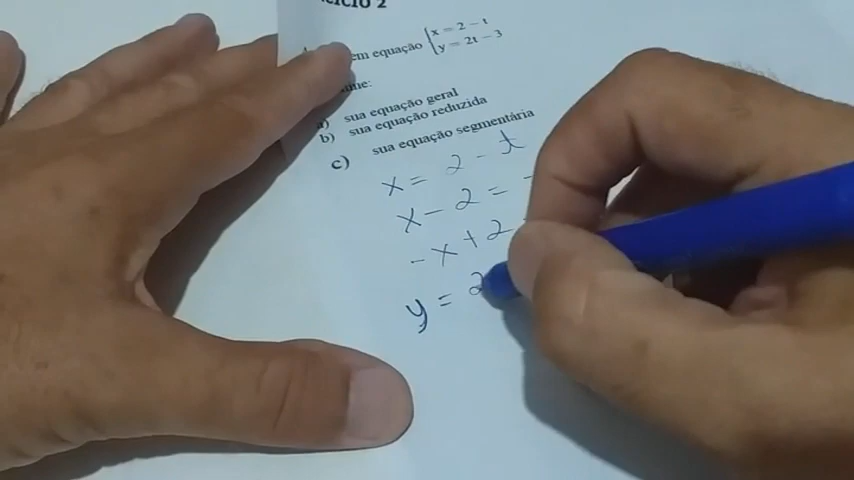 2
em equação { x = 2 - t
y = 2t - 3
a) sua equação geral
b) sua equação reduzida
c) sua equação segmentária
x = 2 - t
x - 2 = -
- x + 2
y = 2